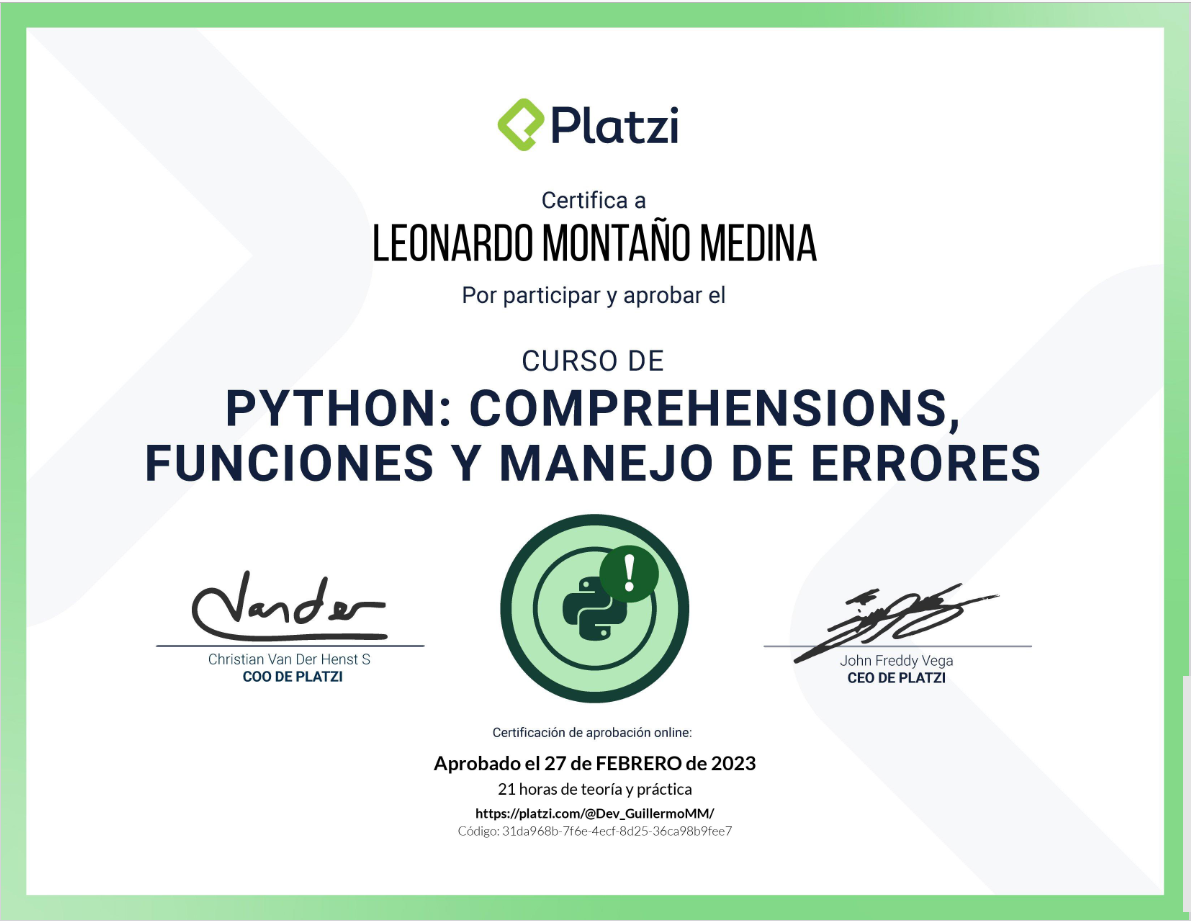 Platzi
Certifica a
LEONARDO MONTAÑO MEDINA
Por participar y aprobar el
CURSO DE
PYTHON: COMPREHENSIONS,
FUNCIONES Y MANEJO DE ERRORES
Vander
Christian Van Der Henst S
COO DE PLATZI
!
John Freddy Vega
CEO DE PLATZI
Certificación de aprobación online:
Aprobado el 27 de FEBRERO de 2023
21 horas de teoría y práctica
https://platzi.com/@Dev_GuillermoMM/
Código: 31da968b-7f6e-4ecf-8d25-36ca98b9fee7